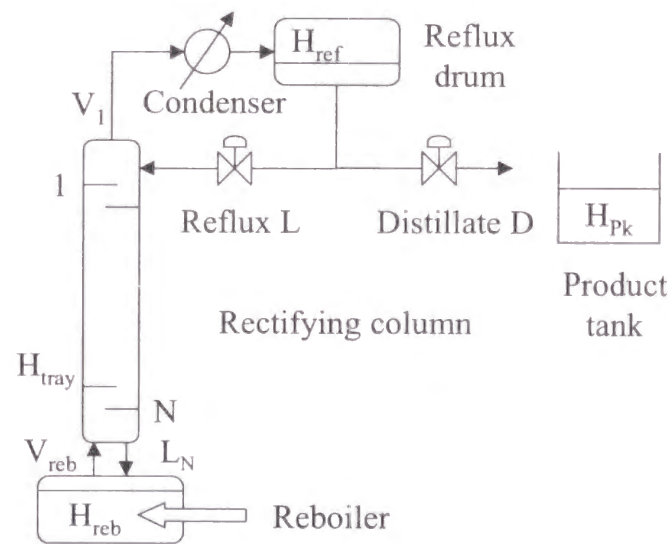 H_ref
Reflux
drum
V_1
Condenser
1
Reflux L
Distillate D
H_Pk
Product
tank
Rectifying column
H_tray
N
V_reb
L_N
H_reb
Reboiler